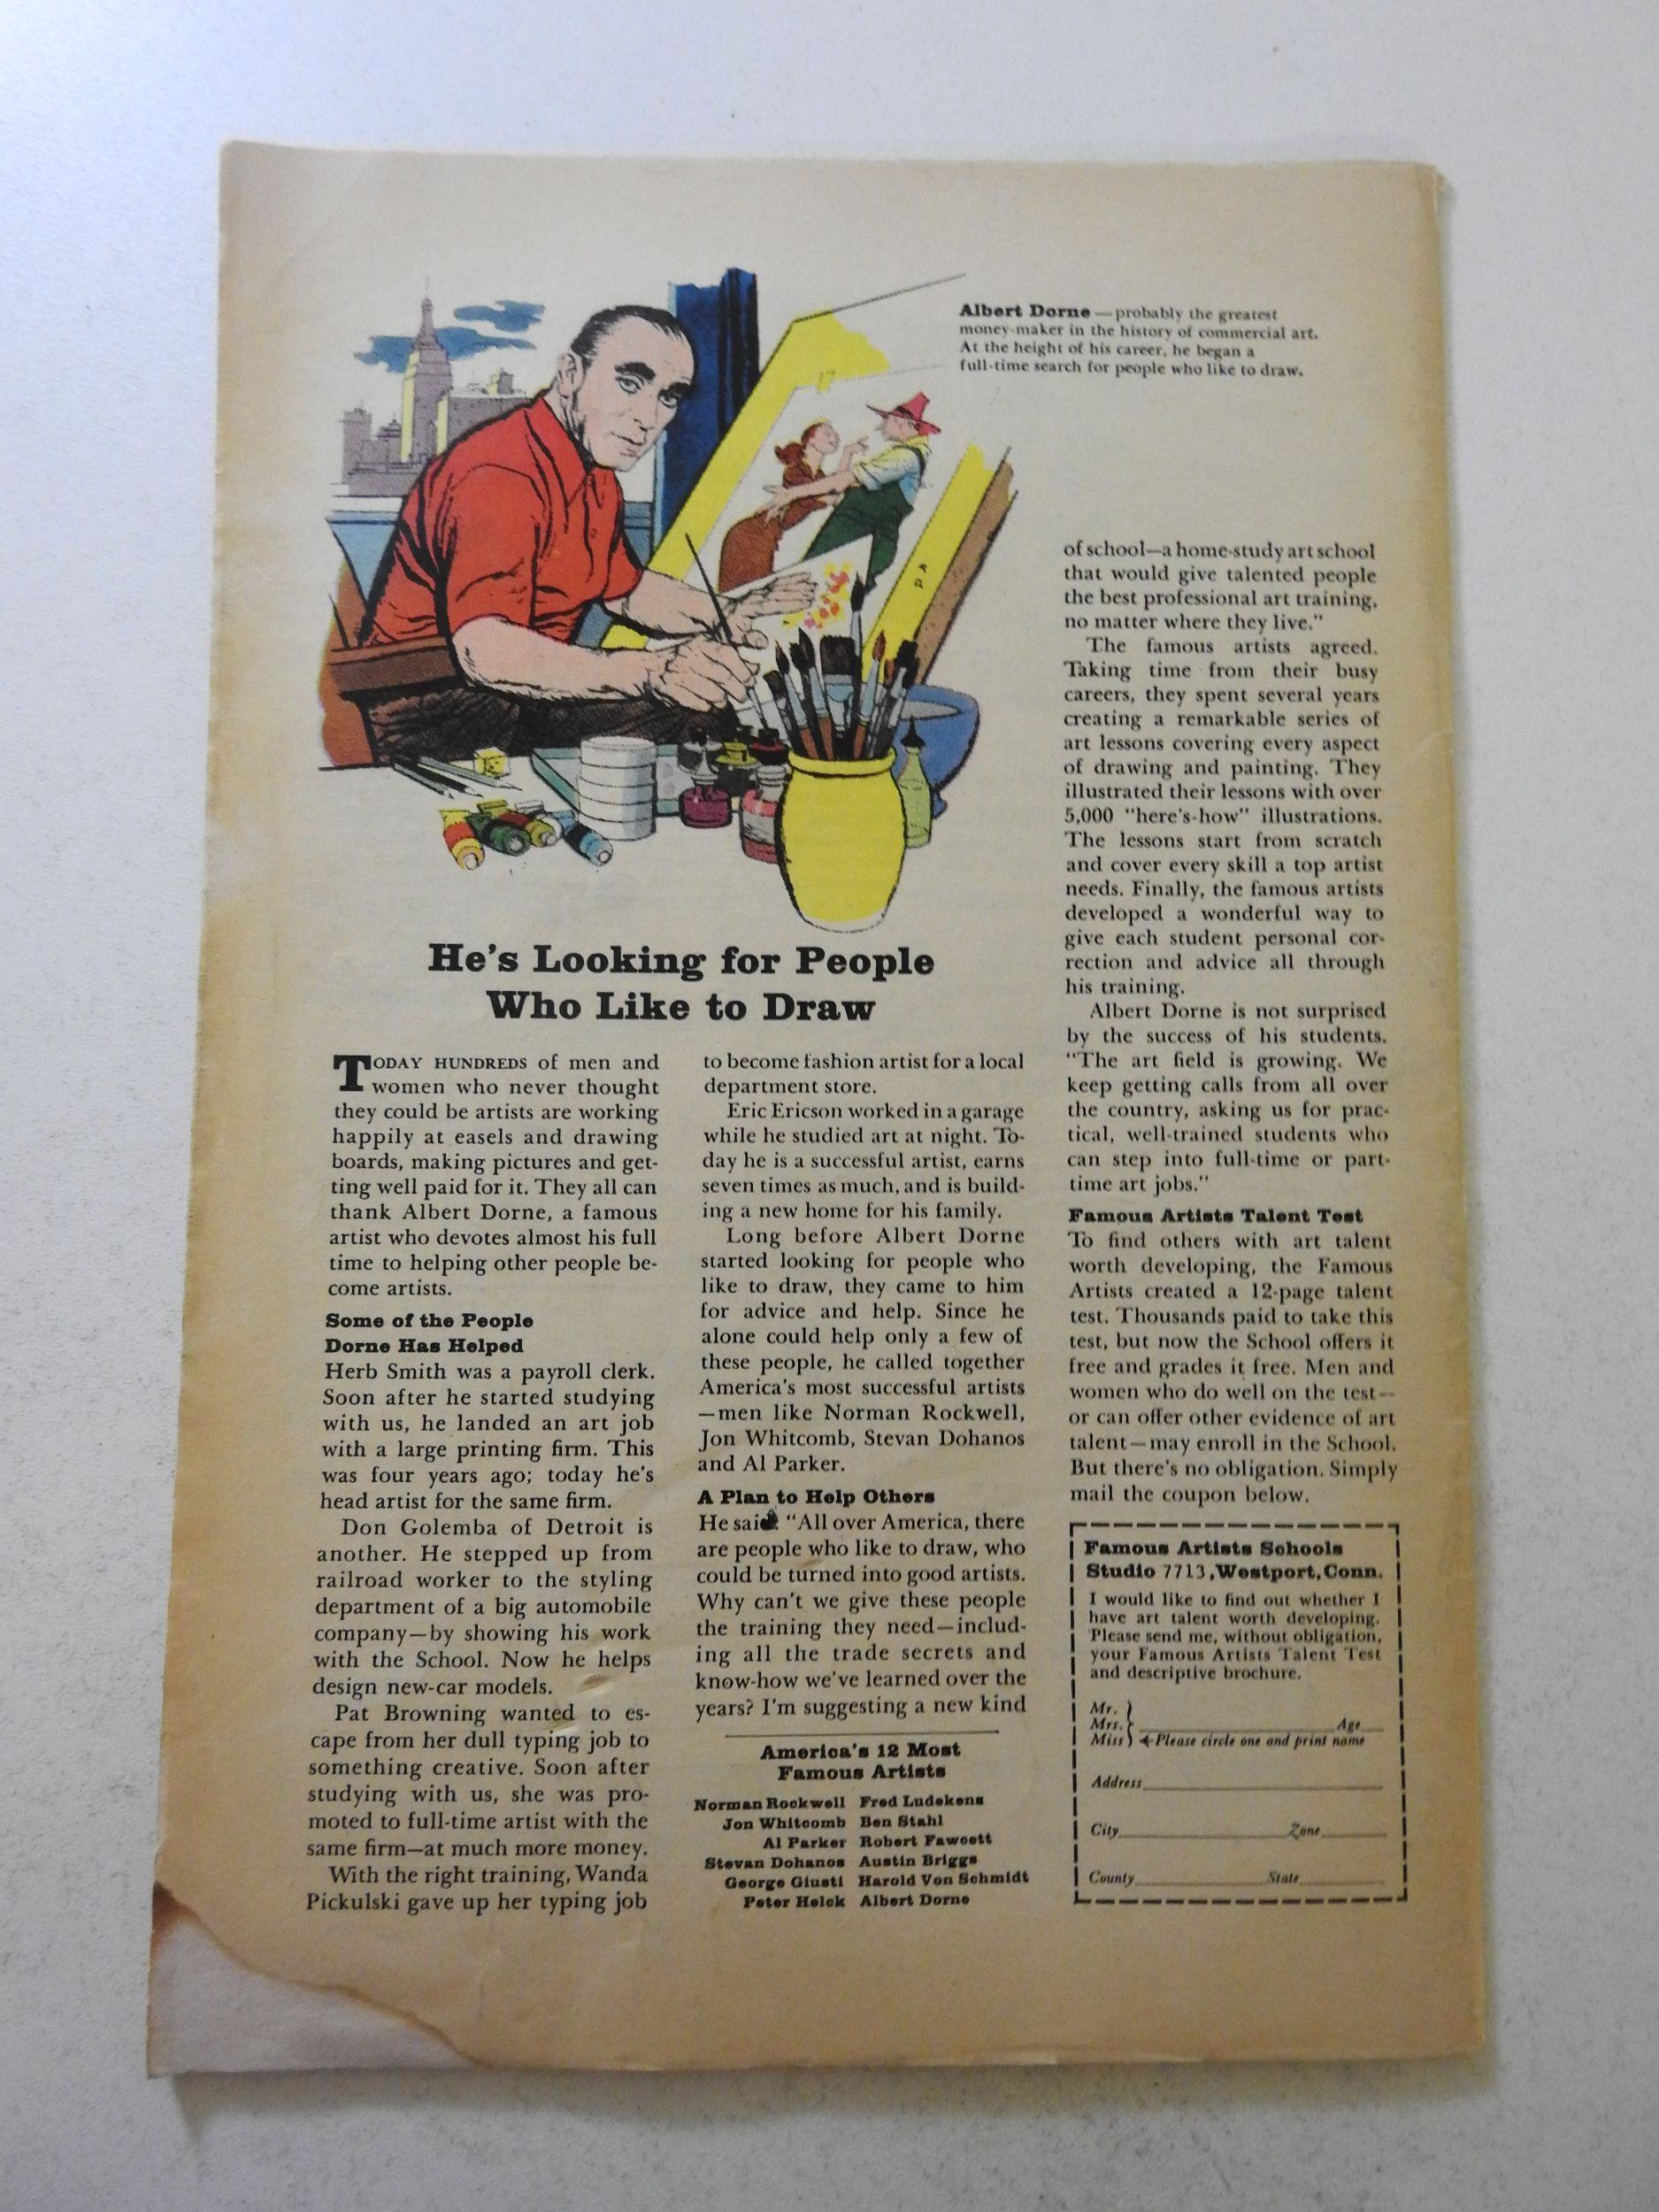 Albert Dorne — probably the greatest
money-maker in the history of commercial art.
At the height of his career, he began a
full-time search for people who like to draw.
He's Looking for People
Who Like to Draw
TODAY HUNDREDS of men and
women who never thought
they could be artists are working
happily at easels and drawing
boards, making pictures and get-
ting well paid for it. They all can
thank Albert Dorne, a famous
artist who devotes almost his full
time to helping other people be-
come artists.
Some of the People
Dorne Has Helped
Herb Smith was a payroll clerk.
Soon after he started studying
with us, he landed an art job
with a large printing firm. This
was four years ago; today he's
head artist for the same firm.
Don Golemba of Detroit is
another. He stepped up from
railroad worker to the styling
department of a big automobile
company—by showing his work
with the School. Now he helps
design new-car models.
Pat Browning wanted to es-
cape from her dull typing job to
something creative. Soon after
studying with us, she was pro-
moted to full-time artist with the
same firm—at much more money.
With the right training, Wanda
Pickulski gave up her typing job
to become fashion artist for a local
department store.
Eric Ericson worked in a garage
while he studied art at night. To-
day he is a successful artist, earns
seven times as much, and is build-
ing a new home for his family.
Long before Albert Dorne
started looking for people who
like to draw, they came to him
for advice and help. Since he
alone could help only a few of
these people, he called together
America's most successful artists
—men like Norman Rockwell,
Jon Whitcomb, Stevan Dohanos
and Al Parker.
A Plan to Help Others
He said: "All over America, there
are people who like to draw, who
could be turned into good artists.
Why can't we give these people
the training they need—includ-
ing all the trade secrets and
know-how we've learned over the
years? I'm suggesting a new kind
America's 12 Most
Famous Artists
Norman Rockwell Fred Ludekens
Jon Whitcomb Ben Stahl
Al Parker Robert Fawcett
Stevan Dohanos Austin Briggs
George Giusti Harold Von Schmidt
Peter Helck Albert Dorne
of school—a home-study art school
that would give talented people
the best professional art training,
no matter where they live."
The famous artists agreed.
Taking time from their busy
careers, they spent several years
creating a remarkable series of
art lessons covering every aspect
of drawing and painting. They
illustrated their lessons with over
5,000 "here's-how" illustrations.
The lessons start from scratch
and cover every skill a top artist
needs. Finally, the famous artists
developed a wonderful way to
give each student personal cor-
rection and advice all through
his training.
Albert Dorne is not surprised
by the success of his students.
"The art field is growing. We
keep getting calls from all over
the country, asking us for prac-
tical, well-trained students who
can step into full-time or part-
time art jobs."
Famous Artists Talent Test
To find others with art talent
worth developing, the Famous
Artists created a 12-page talent
test. Thousands paid to take this
test, but now the School offers it
free and grades it free. Men and
women who do well on the test—
or can offer other evidence of art
talent—may enroll in the School.
But there's no obligation. Simply
mail the coupon below.
Famous Artists Schools
Studio 7713, Westport, Conn.
I would like to find out whether I
have art talent worth developing.
Please send me, without obligation,
your Famous Artists Talent Test
and descriptive brochure.
Mr.
Mrs. Age
Miss Please circle one and print name
Address
City Zone
County State